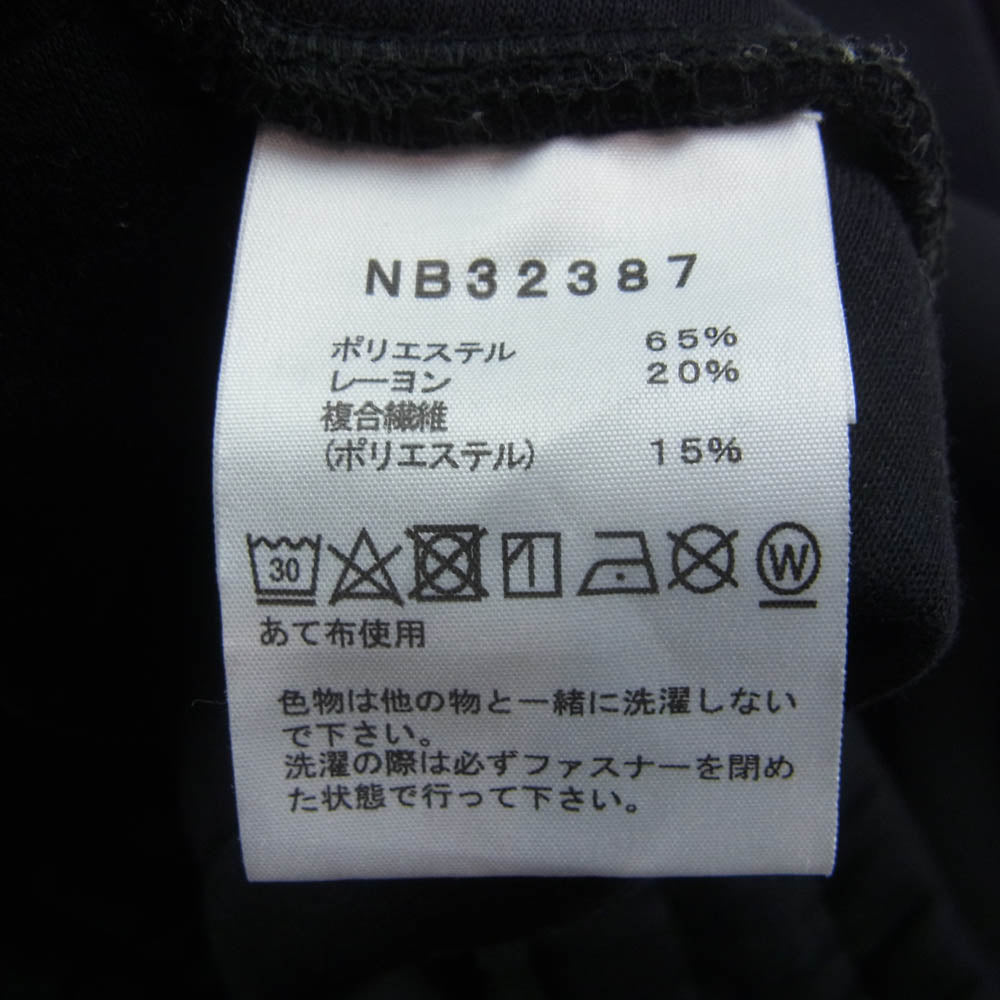 NB32387
ポリエステル 65%
レーヨン 20%
複合繊維
(ポリエステル) 15%
30 W
あて布使用
色物は他の物と一緒に洗濯しない
で下さい。
洗濯の際は必ずファスナーを閉め
た状態で行って下さい。